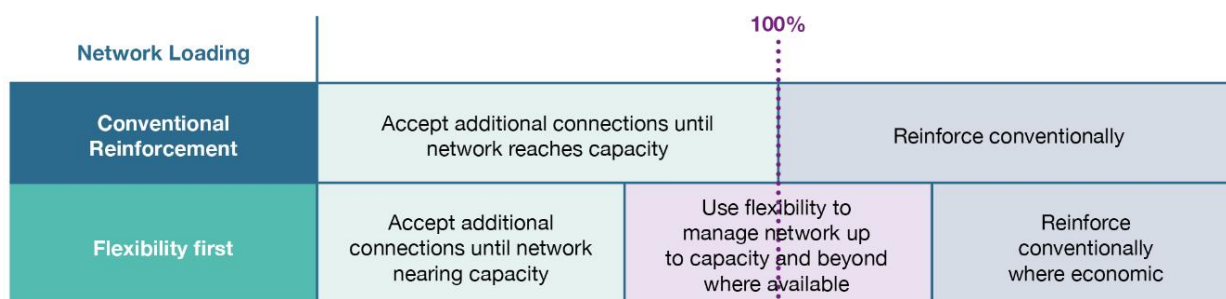 100%
Network Loading
Conventional
Reinforcement
Accept additional connections until
network reaches capacity
Reinforce conventionally
Flexibility first
Accept additional
connections until network
nearing capacity
Use flexibility to
manage network up
to capacity and beyond
where available
Reinforce
conventionally
where economic